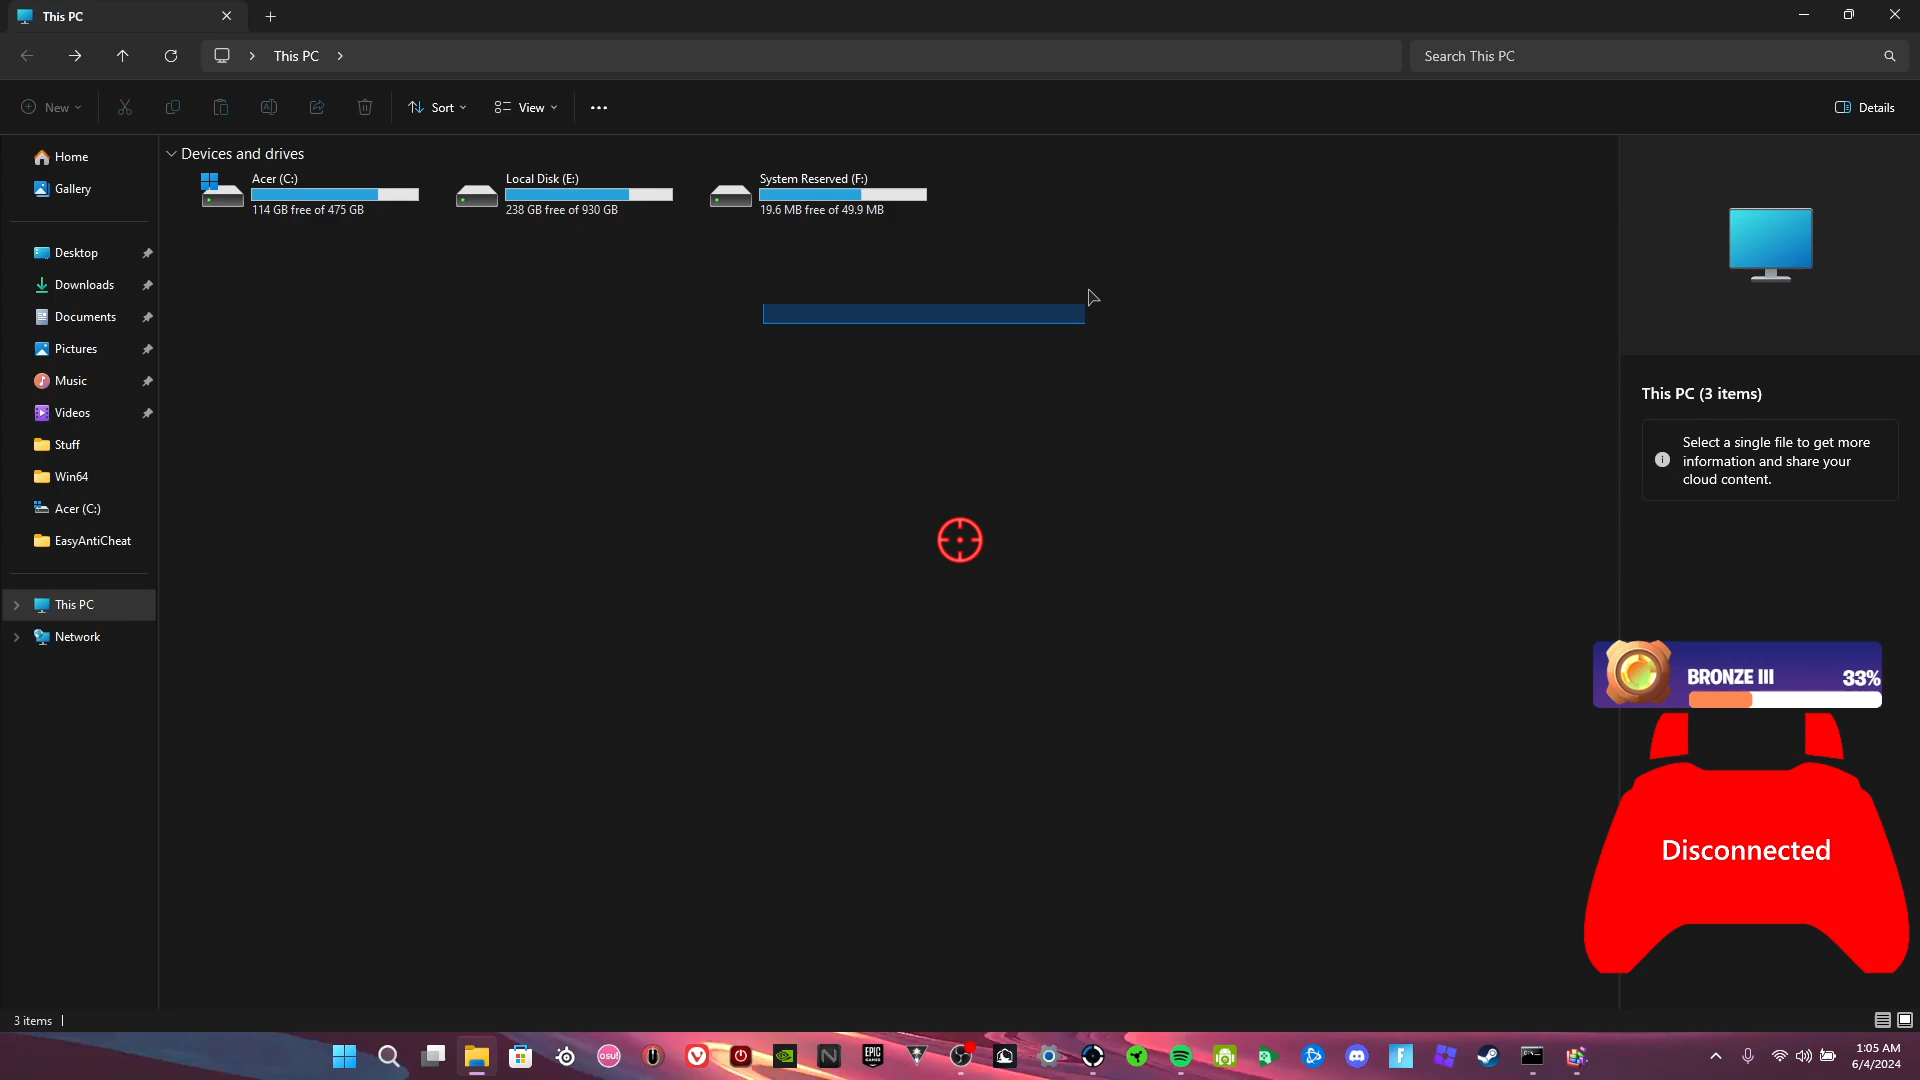 This PC
This PC
Search This PC
New
Sort
View
Details
Home
Gallery
Desktop
Downloads
Documents
Pictures
Music
Videos
Stuff
Win64
Acer (C:)
EasyAntiCheat
This PC
Network
Devices and drives
Acer (C:)
114 GB free of 475 GB
Local Disk (E:)
238 GB free of 930 GB
System Reserved (F:)
19.6 MB free of 49.9 MB
This PC (3 items)
Select a single file to get more
information and share your
cloud content.
BRONZE III 33%
Disconnected
3 items
osu!
EPIC
GAMES
1:05 AM
6/4/2024